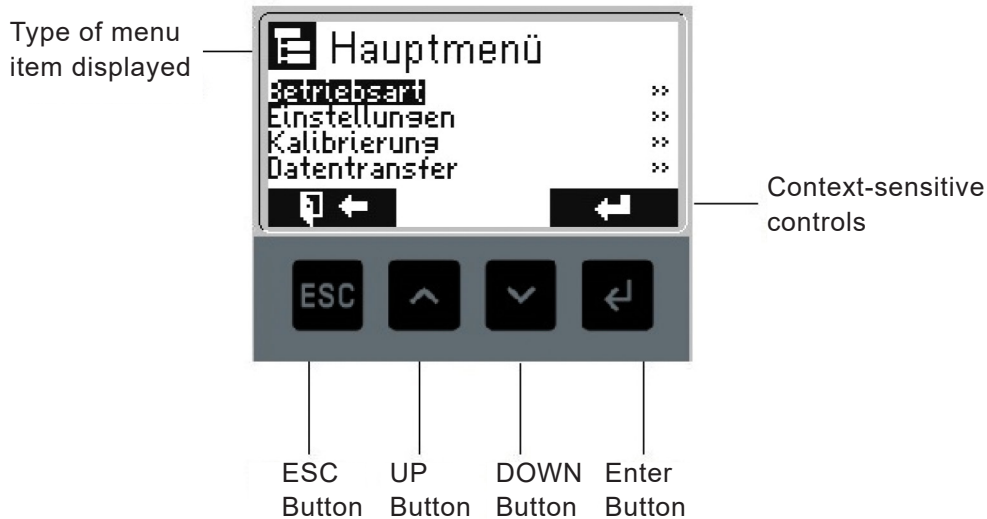 Type of menu
item displayed
Hauptmenü
Betriebsart >>
Einstellungen >>
Kalibrierung >>
Datentransfer >>
Context-sensitive
controls
ESC
ESC
Button
UP
Button
DOWN
Button
Enter
Button